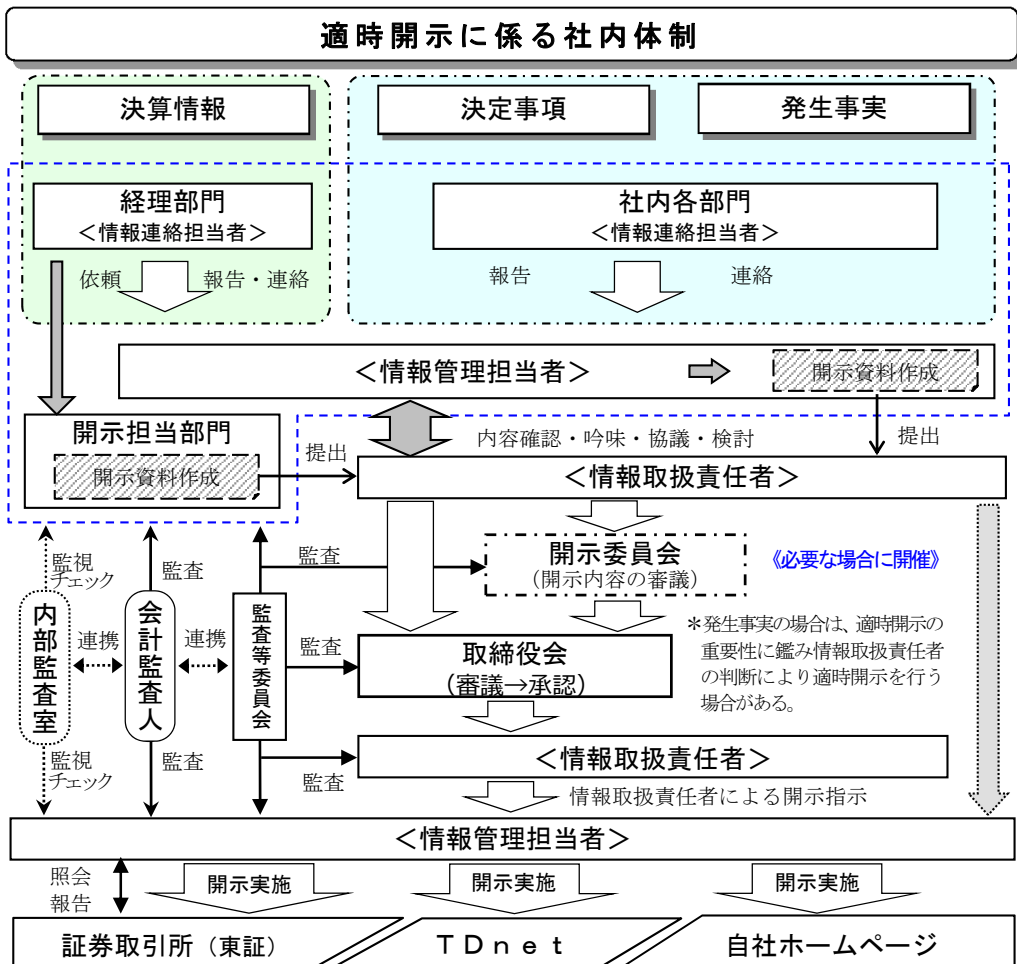 適時開示に係る社内体制
決算情報
決定事項
発生事実
経理部門
＜情報連絡担当者＞
社内各部門
＜情報連絡担当者＞
依頼
報告・連絡
報告
連絡
＜情報管理担当者＞
開示資料作成
開示担当部門
開示資料作成
提出
内容確認・吟味・協議・検討
提出
＜情報取扱責任者＞
監視
チェック
監査
監査
開示委員会
（開示内容の審議）
《必要な場合に開催》
内部監査室
連携
会計監査人
連携
監査等委員会
監査
取締役会
（審議→承認）
＊発生事実の場合は、適時開示の
重要性に鑑み情報取扱責任者
の判断により適時開示を行う
場合がある。
監視
チェック
監査
監査
＜情報取扱責任者＞
情報取扱責任者による開示指示
＜情報管理担当者＞
照会
報告
開示実施
開示実施
開示実施
証券取引所（東証）
ＴＤｎｅｔ
自社ホームページ